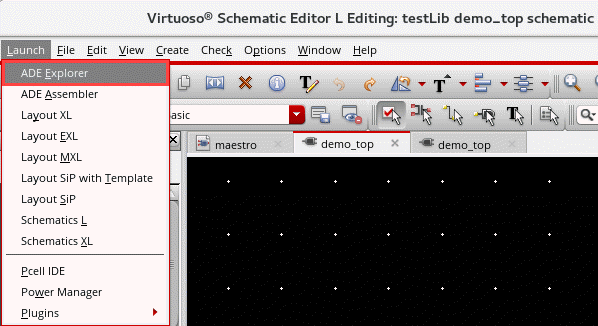 Virtuoso® Schematic Editor L Editing: testLib demo_top schematic
Launch File Edit View Create Check Options Window Help
ADE Explorer
ADE Assembler
Layout XL
Layout EXL
Layout MXL
Layout SiP with Template
Layout SiP
Schematics L
Schematics XL
Pcell IDE
Power Manager
Plugins
asic
maestro demo_top demo_top